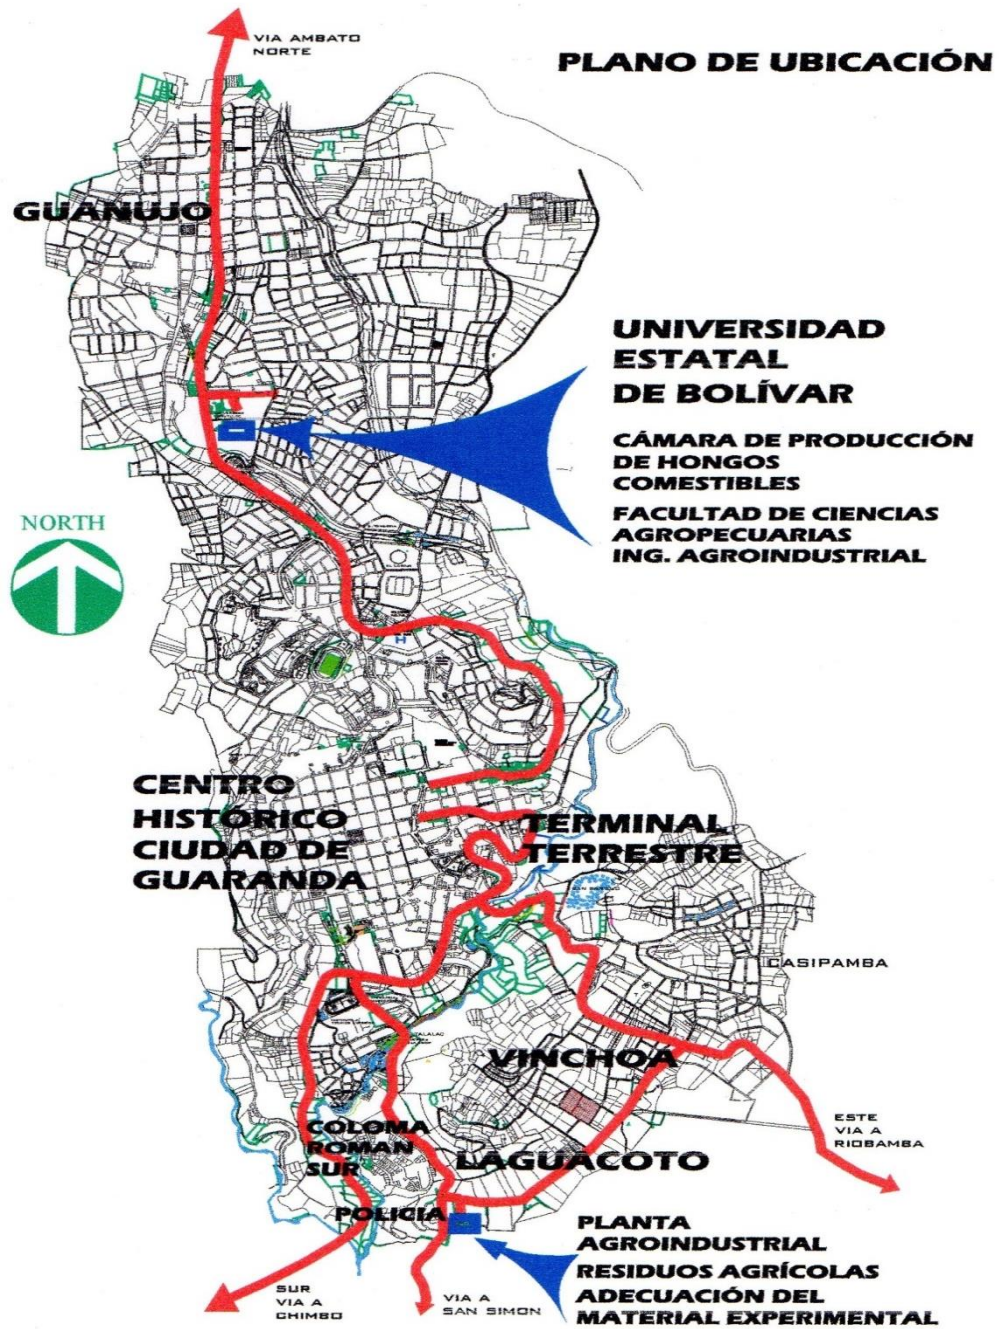 VIA AMBATO
NORTE
PLANO DE UBICACIÓN
GUANUJO
UNIVERSIDAD
ESTATAL
DE BOLÍVAR
CÁMARA DE PRODUCCIÓN
DE HONGOS
COMESTIBLES
FACULTAD DE CIENCIAS
AGROPECUARIAS
ING. AGROINDUSTRIAL
NORTH
H
CENTRO
HISTÓRICO
CIUDAD DE
GUARANDA
TERMINAL
TERRESTRE
CASIPAMBA
VINCHOA
ESTE
VIA A
RIOBAMBA
COLOMA
ROMAN
SUR
LAGUACOTO
POLICIA
PLANTA
AGROINDUSTRIAL
RESIDUOS AGRÍCOLAS
ADECUACIÓN DEL
MATERIAL EXPERIMENTAL
SUR
VIA A
CHIMBO
VIA A
SAN SIMON